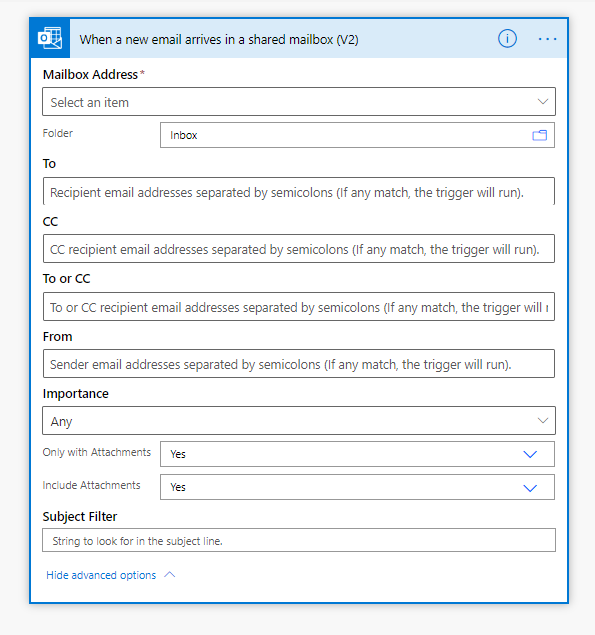 When a new email arrives in a shared mailbox (V2)
Mailbox Address*
Select an item
Folder
Inbox
To
Recipient email addresses separated by semicolons (If any match, the trigger will run).
CC
CC recipient email addresses separated by semicolons (If any match, the trigger will run).
To or CC
To or CC recipient email addresses separated by semicolons (If any match, the trigger will
From
Sender email addresses separated by semicolons (If any match, the trigger will run).
Importance
Any
Only with Attachments
Yes
Include Attachments
Yes
Subject Filter
String to look for in the subject line.
Hide advanced options